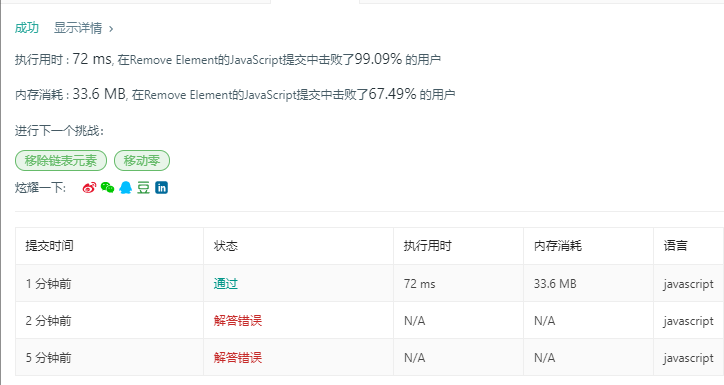 成功 显示详情 >
执行用时 : 72 ms, 在Remove Element的JavaScript提交中击败了99.09% 的用户
内存消耗 : 33.6 MB, 在Remove Element的JavaScript提交中击败了67.49% 的用户
进行下一个挑战：
移除链表元素 移动零
炫耀一下: 豆 in
提交时间 状态 执行用时 内存消耗 语言
1 分钟前 通过 72 ms 33.6 MB javascript
2 分钟前 解答错误 N/A N/A javascript
5 分钟前 解答错误 N/A N/A javascript